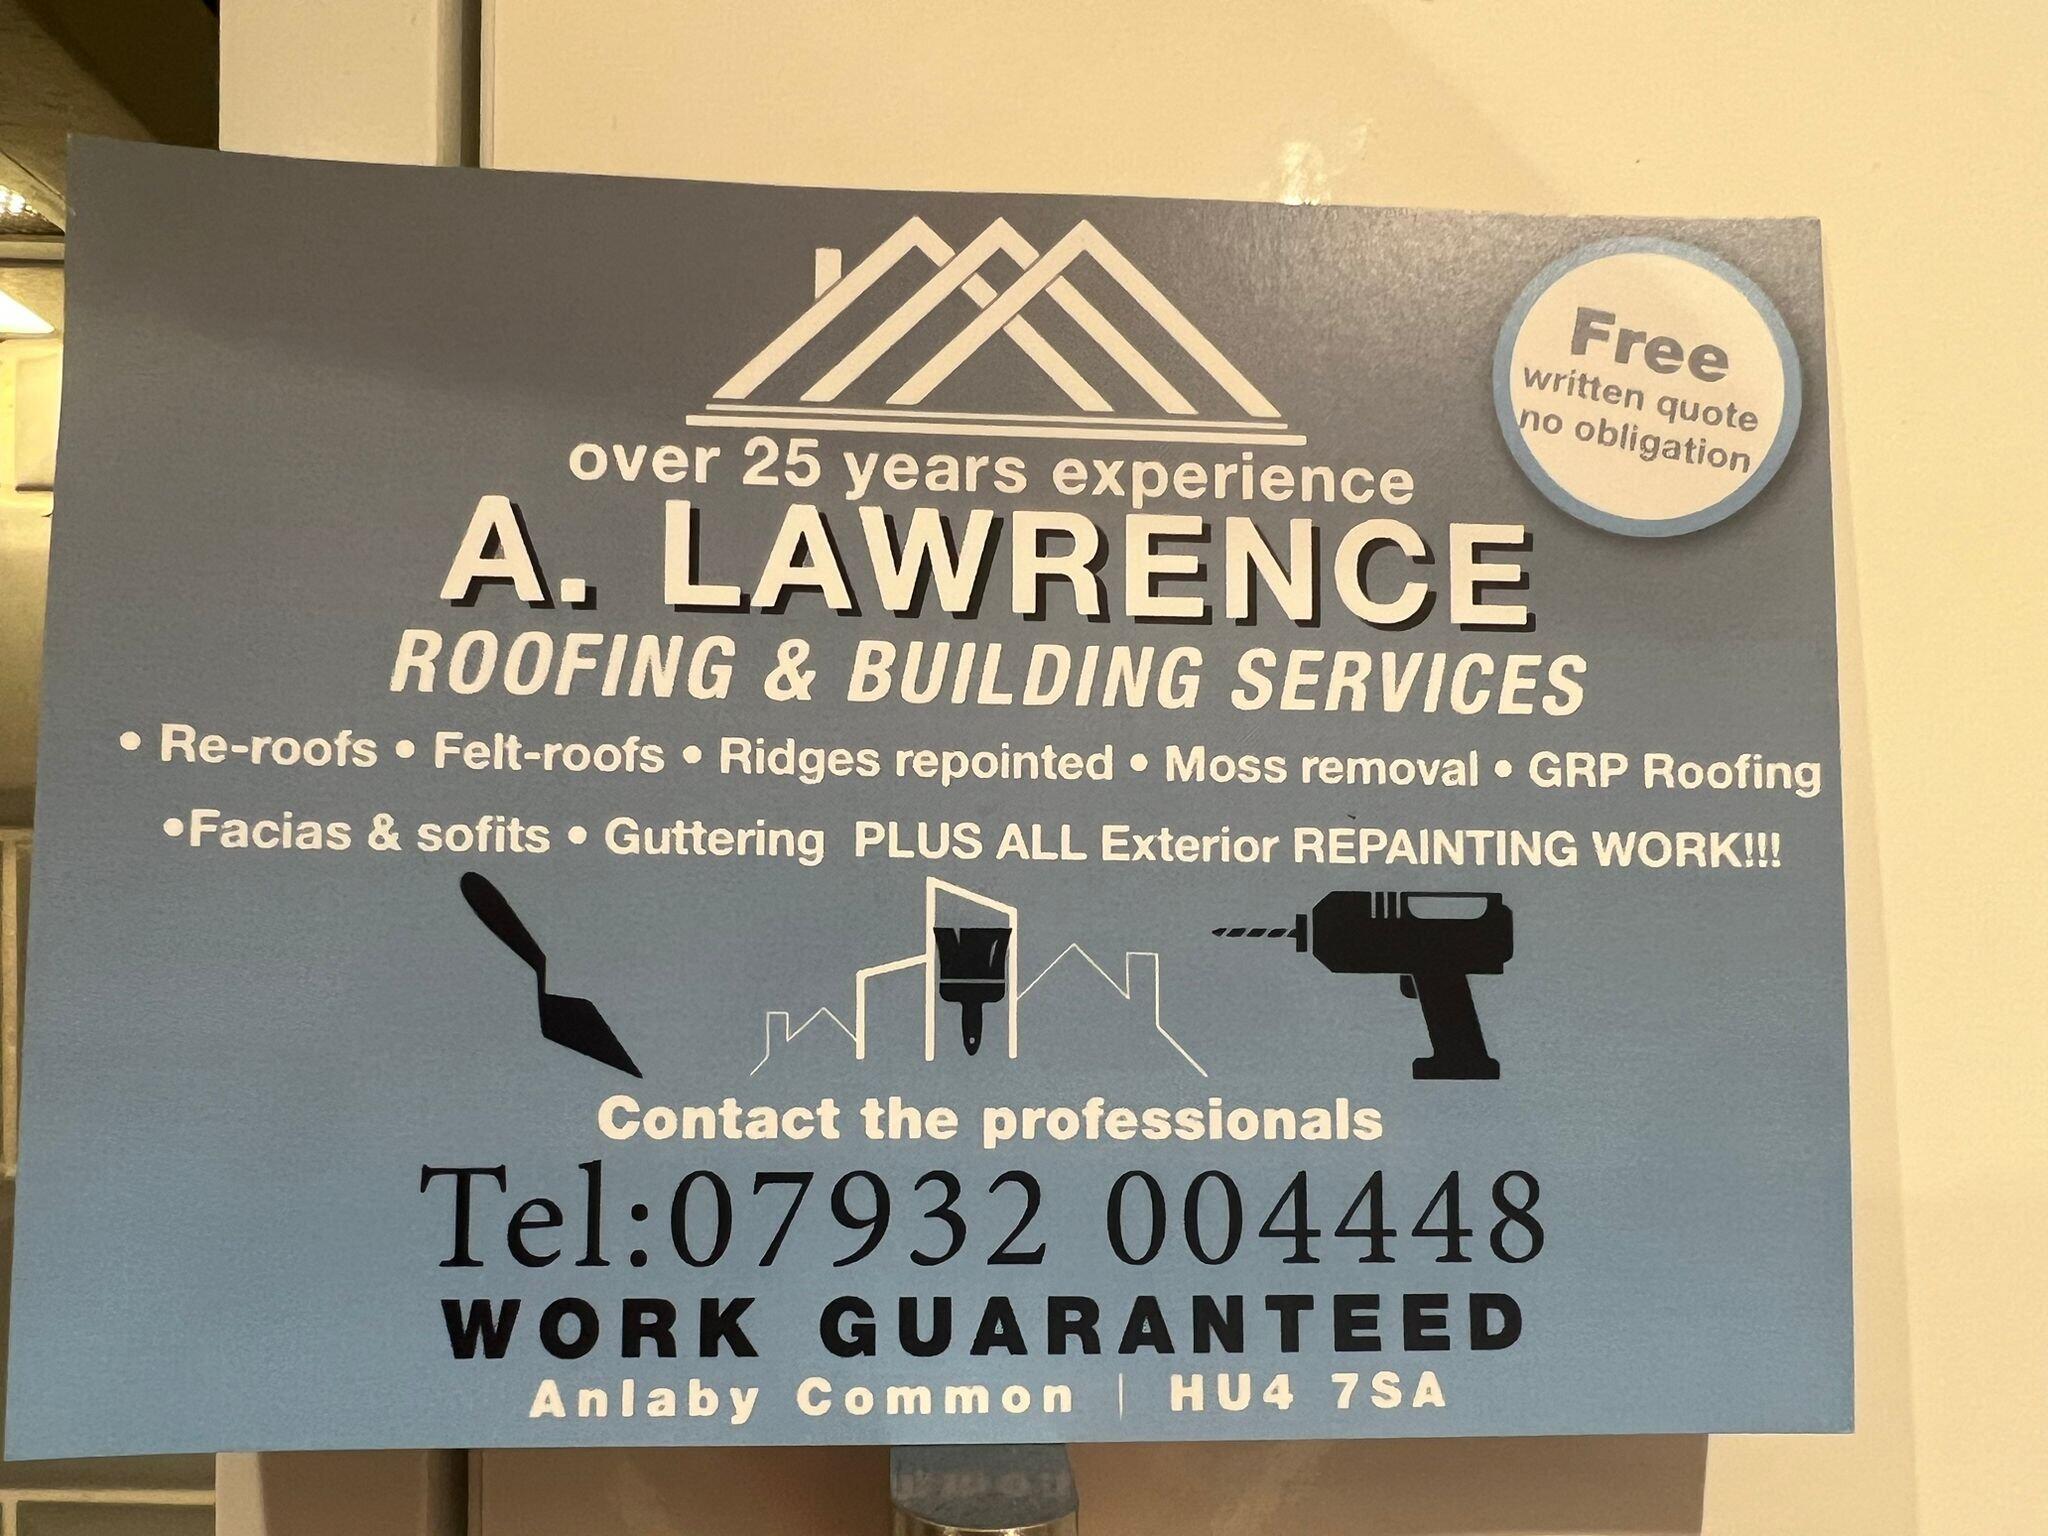 Free
written quote
no obligation
over 25 years experience
A. LAWRENCE
ROOFING & BUILDING SERVICES
• Re-roofs • Felt-roofs • Ridges repointed • Moss removal • GRP Roofing
•Facias & sofits • Guttering PLUS ALL Exterior REPAINTING WORK!!!
Contact the professionals
Tel:07932 004448
WORK GUARANTEED
Anlaby Common | HU4 7SA